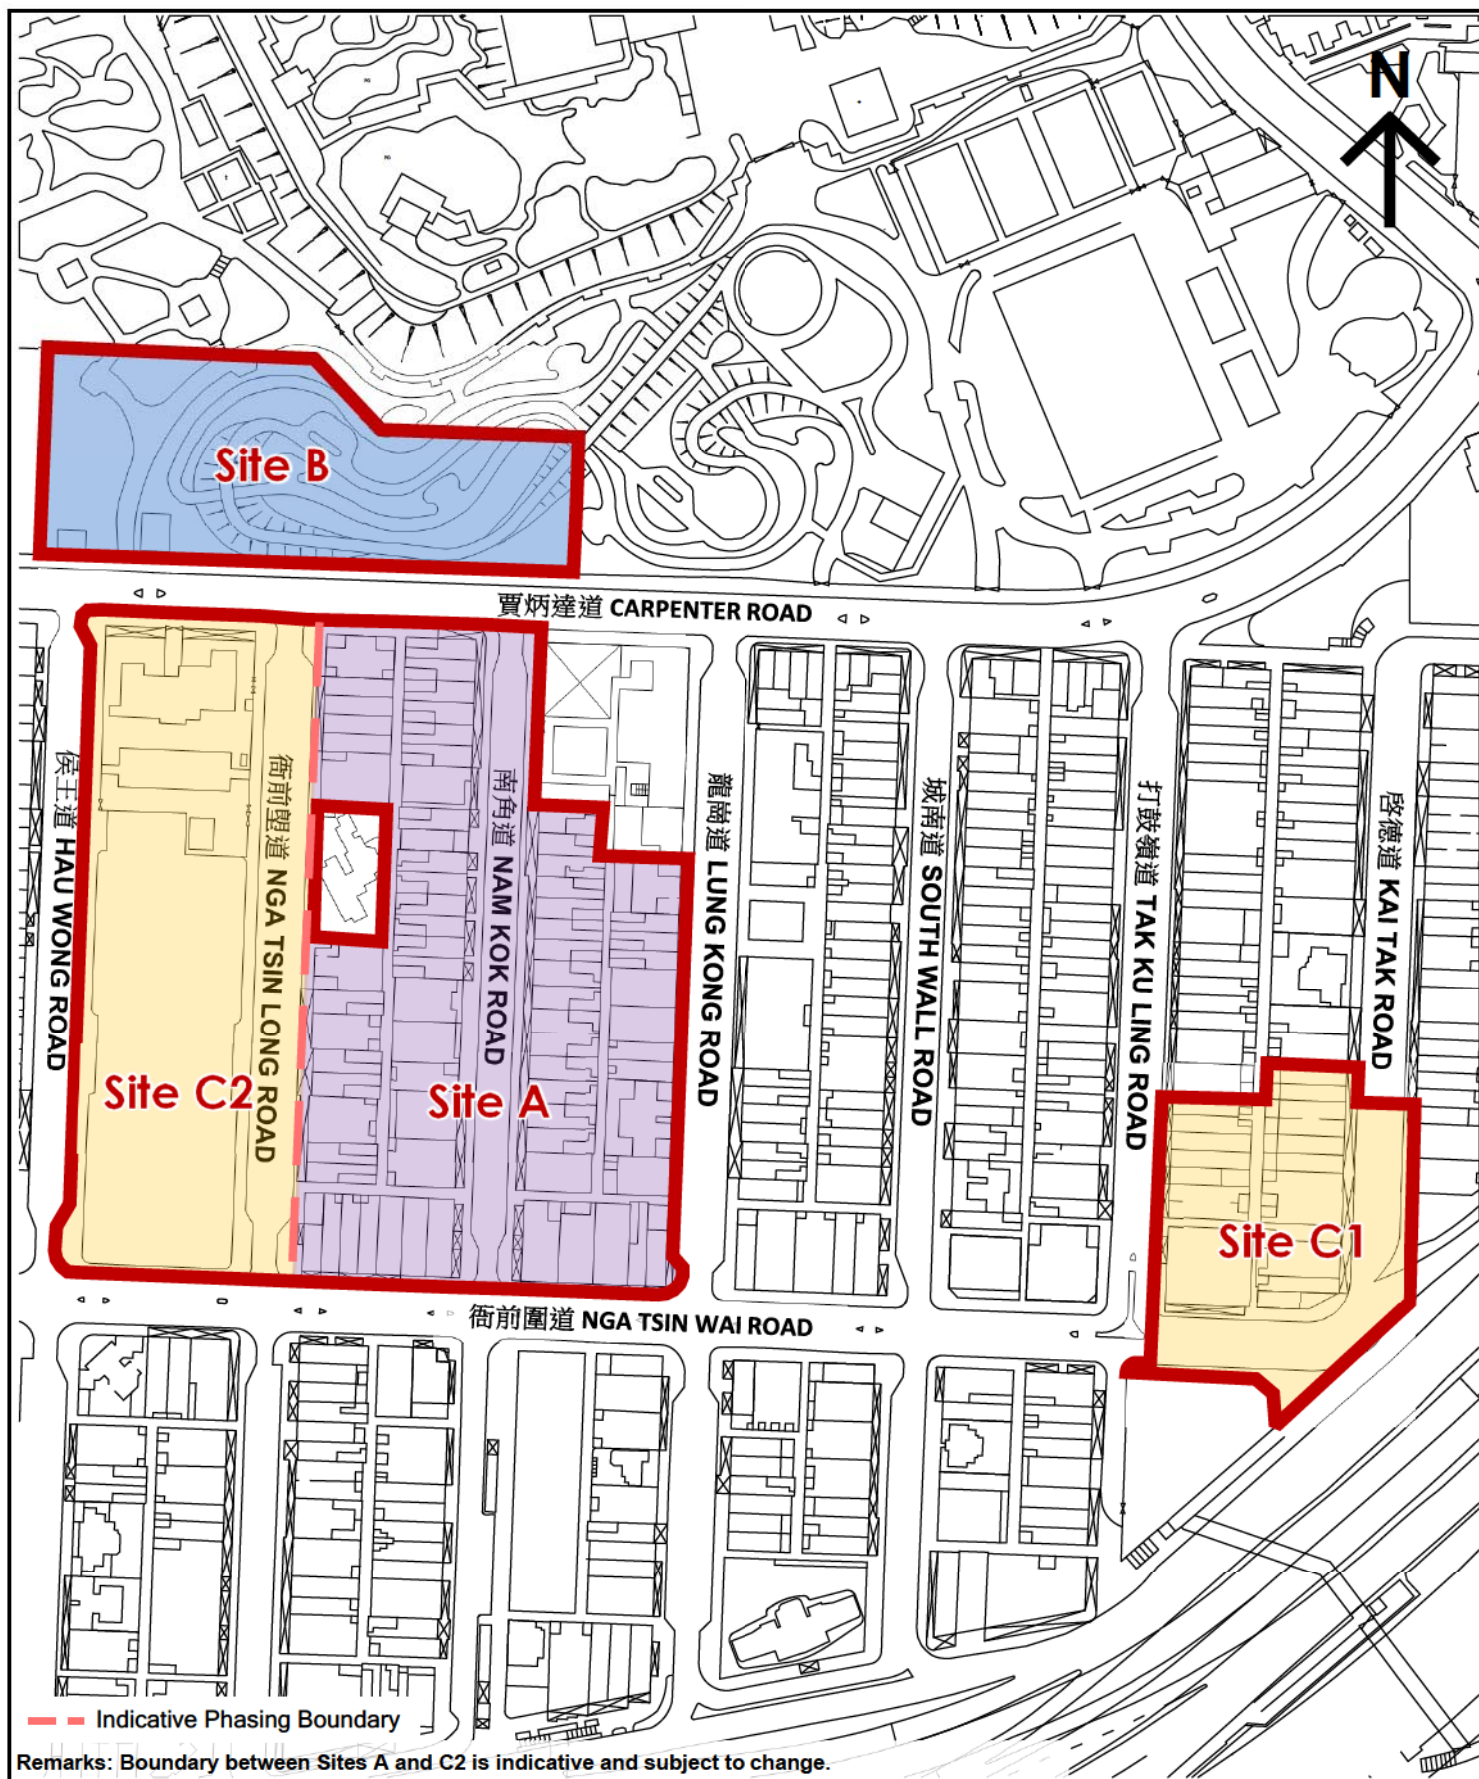 N
Site B
賈炳達道 CARPENTER ROAD
侯王道 HAU WONG ROAD
衙前塱道 NGA TSIN LONG ROAD
南角道 NAM KOK ROAD
龍崗道 LUNG KONG ROAD
城南道 SOUTH WALL ROAD
打鼓嶺道 TAK KU LING ROAD
啓德道 KAI TAK ROAD
Site C2
Site A
Site C1
衙前圍道 NGA TSIN WAI ROAD
Indicative Phasing Boundary
Remarks: Boundary between Sites A and C2 is indicative and subject to change.